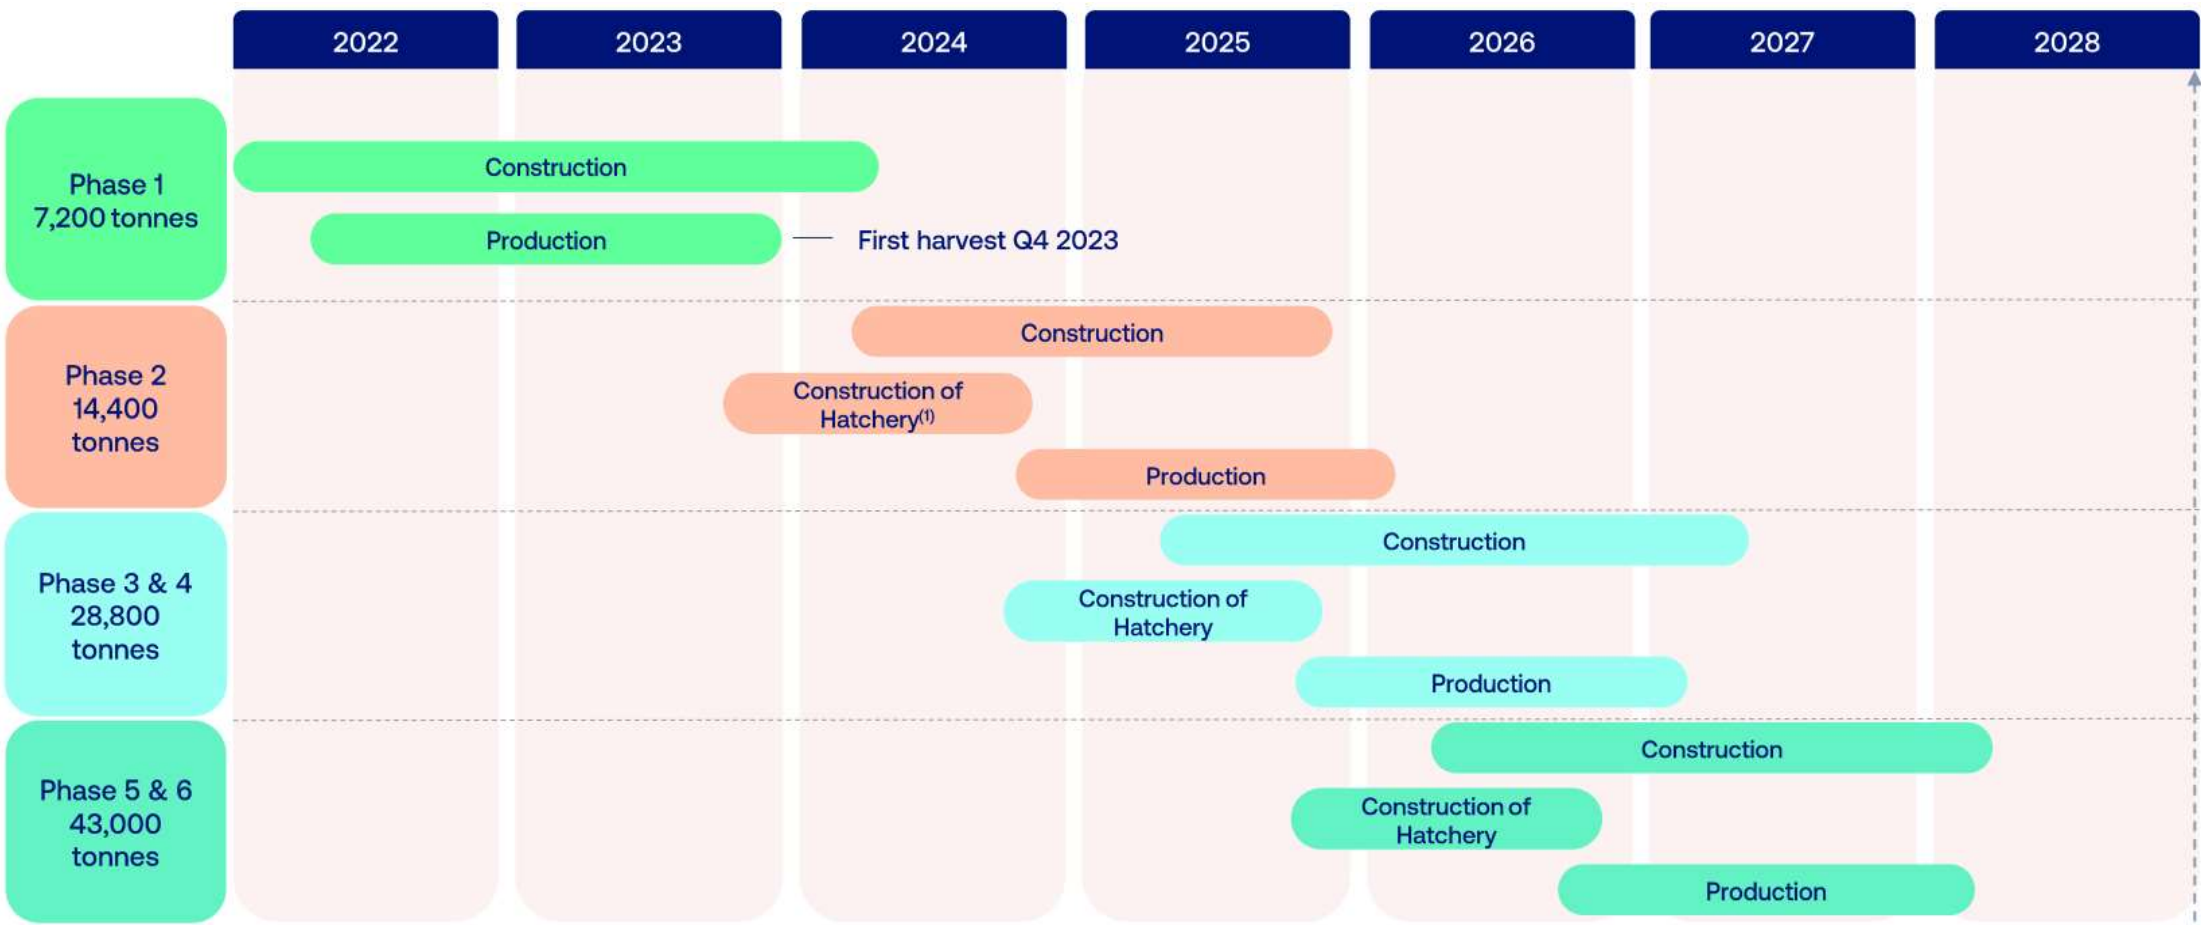 2022
2023
2024
2025
2026
2027
2028
Phase 1
7,200 tonnes
Construction
Production
First harvest Q4 2023
Phase 2
14,400
tonnes
Construction
Construction of
Hatchery(1)
Production
Phase 3 & 4
28,800
tonnes
Construction
Construction of
Hatchery
Production
Phase 5 & 6
43,000
tonnes
Construction
Construction of
Hatchery
Production